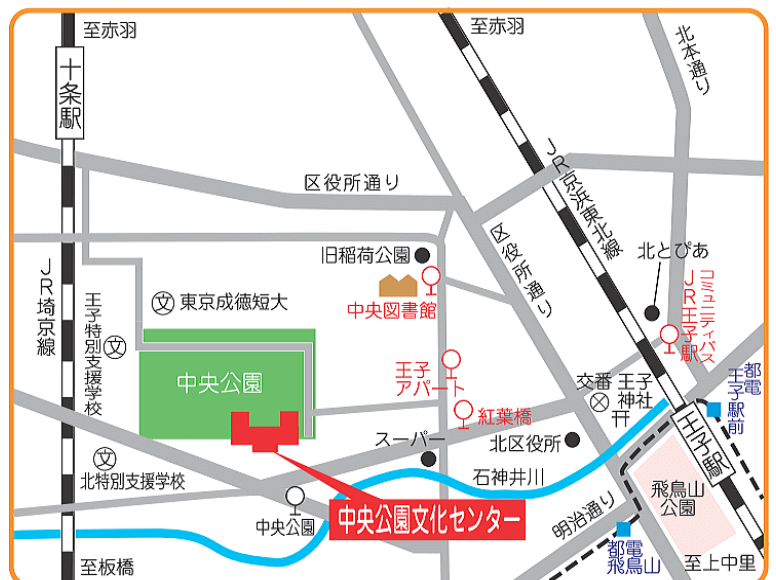 至赤羽
十条駅
至赤羽
北本通り
区役所通り
JR京浜東北線
区役所通り
旧稲荷公園
北とぴあ
コミュニティバス
JR王子駅
JR埼京線
文
東京成徳短大
中央図書館
王子特別支援学校
文
中央公園
王子
アパート
紅葉橋
交番
王子
神社
都電
王子駅前
スーパー
北区役所
王子駅
文
北特別支援学校
石神井川
中央公園
中央公園文化センター
飛鳥山
公園
明治通り
都電
飛鳥山
至板橋
至上中里